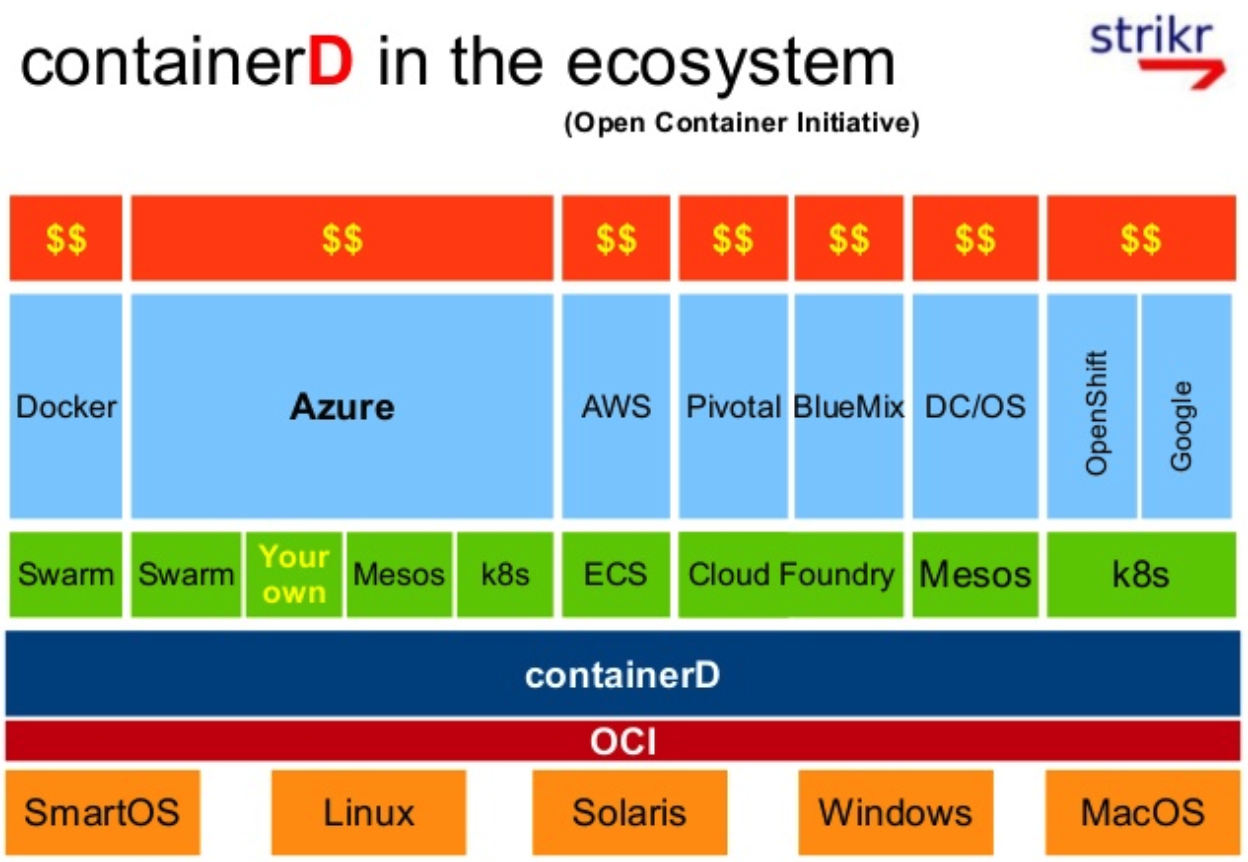 containerD in the ecosystem
strikr
(Open Container Initiative)
$$ $$ $$ $$ $$ $$ $$
Docker Azure AWS Pivotal BlueMix DC/OS OpenShift Google
Swarm Swarm Your own Mesos k8s ECS Cloud Foundry Mesos k8s
containerD
OCI
SmartOS Linux Solaris Windows MacOS